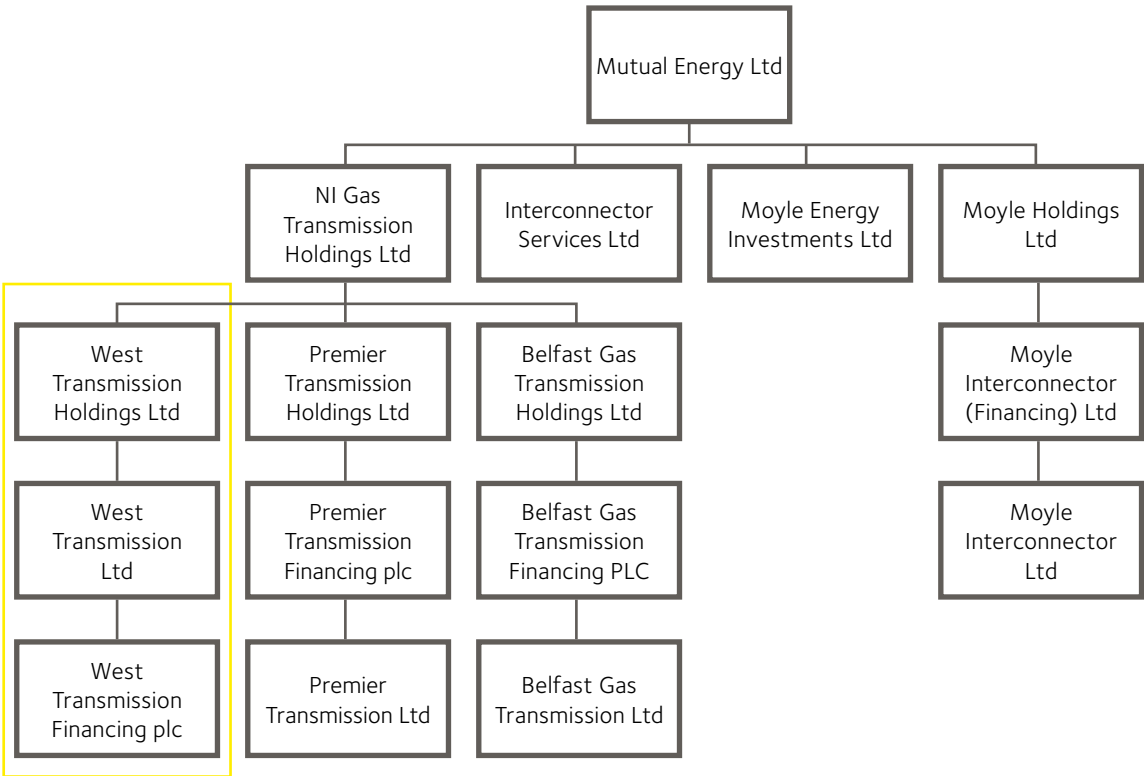 Mutual Energy Ltd
NI Gas
Transmission
Holdings Ltd
Interconnector
Services Ltd
Moyle Energy
Investments Ltd
Moyle Holdings
Ltd
West
Transmission
Holdings Ltd
Premier
Transmission
Holdings Ltd
Belfast Gas
Transmission
Holdings Ltd
Moyle
Interconnector
(Financing) Ltd
West
Transmission
Ltd
Premier
Transmission
Financing plc
Belfast Gas
Transmission
Financing PLC
Moyle
Interconnector
Ltd
West
Transmission
Financing plc
Premier
Transmission Ltd
Belfast Gas
Transmission Ltd